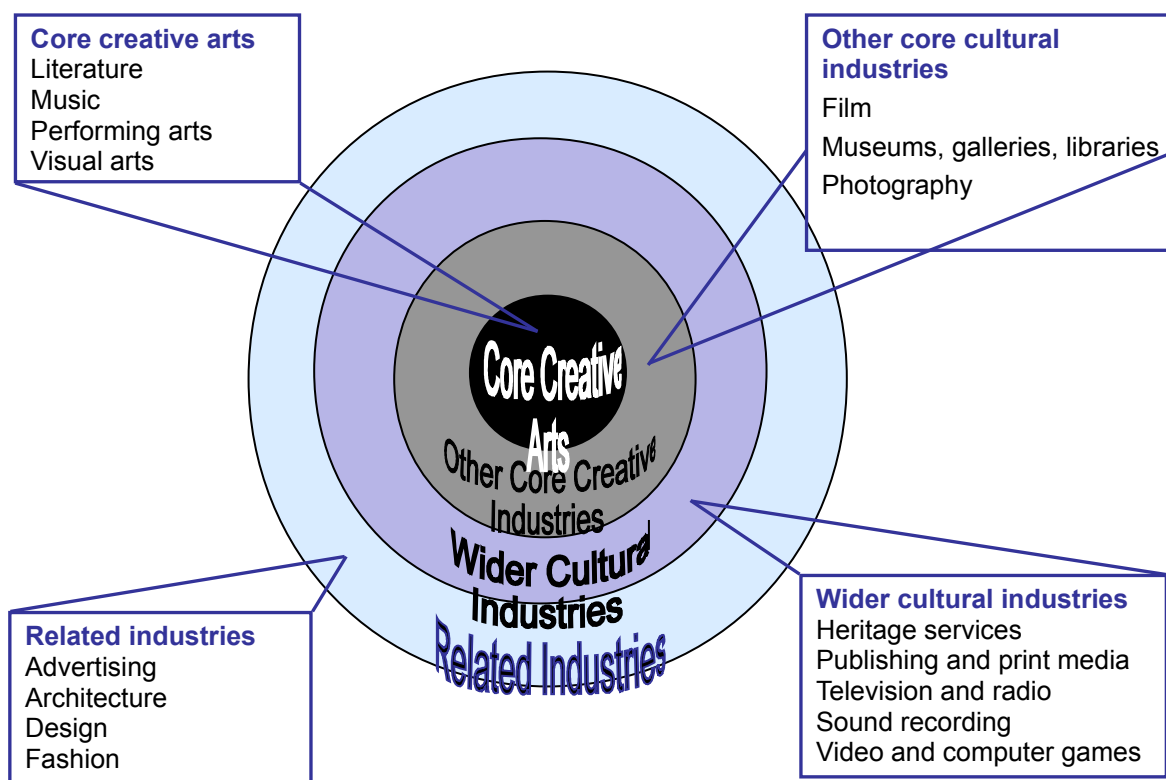 Core creative arts
Literature
Music
Performing arts
Visual arts
Other core cultural
industries
Film
Museums, galleries, libraries
Photography
Core Creative
Arts
Other Core Creative
Industries
Wider Cultural
Industries
Related Industries
Related industries
Advertising
Architecture
Design
Fashion
Wider cultural industries
Heritage services
Publishing and print media
Television and radio
Sound recording
Video and computer games